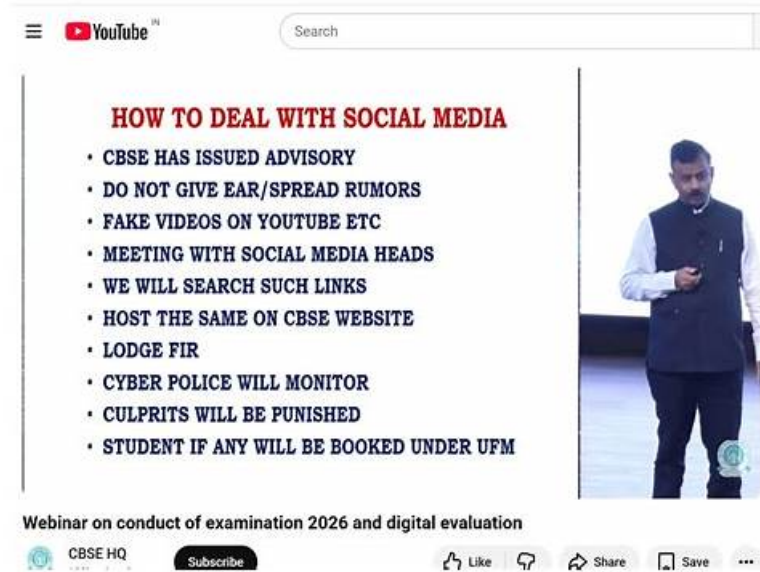 YouTube IN
Search
HOW TO DEAL WITH SOCIAL MEDIA
• CBSE HAS ISSUED ADVISORY
• DO NOT GIVE EAR/SPREAD RUMORS
• FAKE VIDEOS ON YOUTUBE ETC
• MEETING WITH SOCIAL MEDIA HEADS
• WE WILL SEARCH SUCH LINKS
• HOST THE SAME ON CBSE WEBSITE
• LODGE FIR
• CYBER POLICE WILL MONITOR
• CULPRITS WILL BE PUNISHED
• STUDENT IF ANY WILL BE BOOKED UNDER UFM
Webinar on conduct of examination 2026 and digital evaluation
CBSE HQ
Subscribe
Like
Share
Save